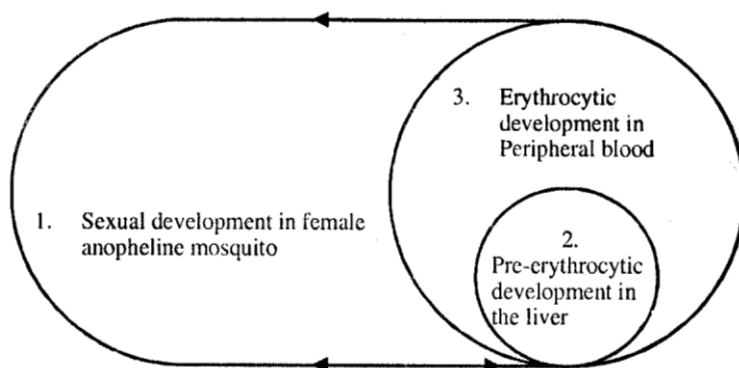 3. Erythrocytic
development in
Peripheral blood
1. Sexual development in female
anopheline mosquito
2.
Pre-erythrocytic
development in
the liver